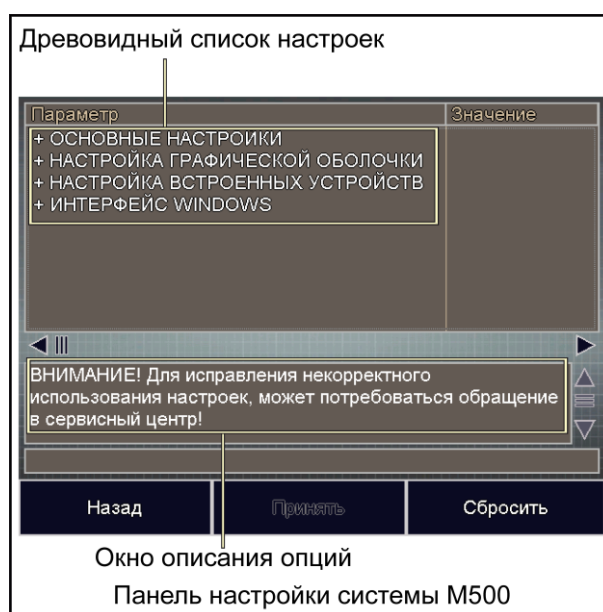 Древовидный список настроек
Параметр Значение
+ ОСНОВНЫЕ НАСТРОЙКИ
+ НАСТРОЙКА ГРАФИЧЕСКОЙ ОБОЛОЧКИ
+ НАСТРОЙКА ВСТРОЕННЫХ УСТРОЙСТВ
+ ИНТЕРФЕЙС WINDOWS
ВНИМАНИЕ! Для исправления некорректного
использования настроек, может потребоваться обращение
в сервисный центр!
Назад Принять Сбросить
Окно описания опций
Панель настройки системы М500